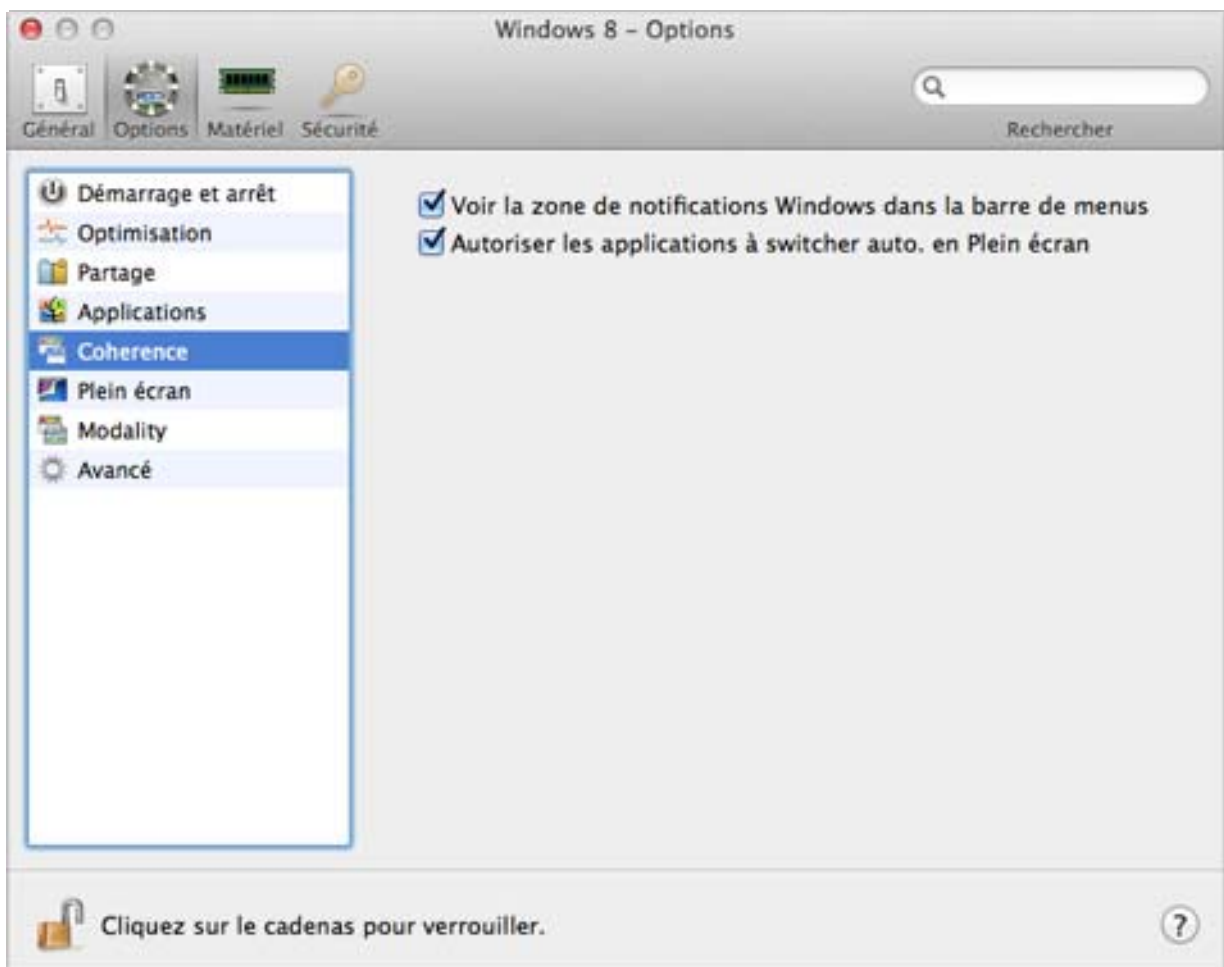 Windows 8 – Options
Général Options Matériel Sécurité
Rechercher
Démarrage et arrêt
Optimisation
Partage
Applications
Coherence
Plein écran
Modality
Avancé
Voir la zone de notifications Windows dans la barre de menus
Autoriser les applications à switcher auto. en Plein écran
Cliquez sur le cadenas pour verrouiller.
?